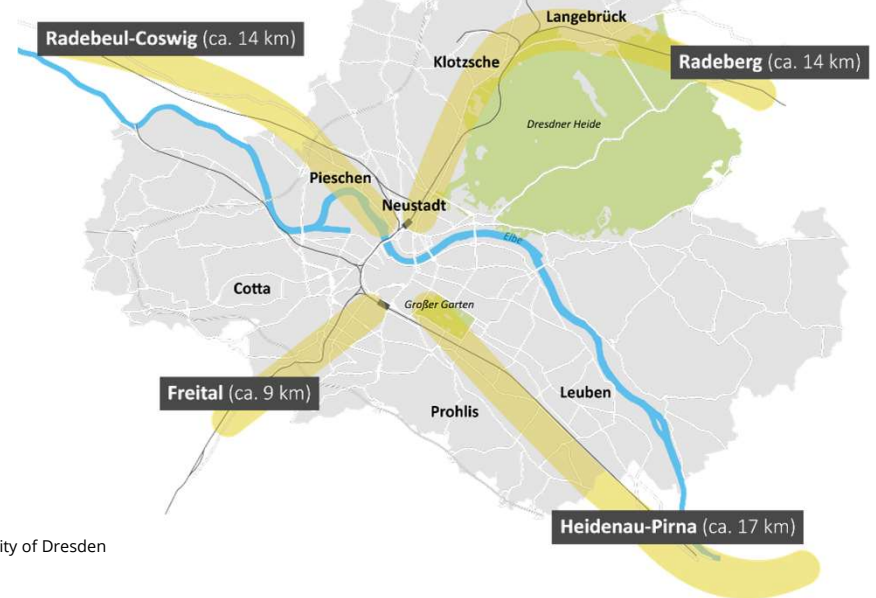 Langebrück
Radebeul-Coswig (ca. 14 km)
Klotzsche
Radeberg (ca. 14 km)
Dresdner Heide
Pieschen
Neustadt
Elbe
Cotta
Großer Garten
Freital (ca. 9 km)
Leuben
Prohlis
Heidenau-Pirna (ca. 17 km)
ity of Dresden